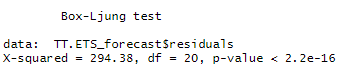 Box-Ljung test
data: TT.ETS_forecast$residuals
X-squared = 294.38, df = 20, p-value < 2.2e-16